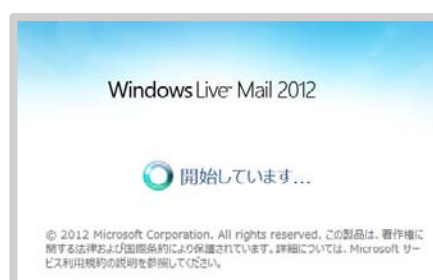 Windows Live™ Mail 2012
開始しています...
© 2012 Microsoft Corporation. All rights reserved. この製品は、著作権に
関する法律および国際条約により保護されています。詳細については、Microsoft サー
ビス利用規約の説明を参照してください。